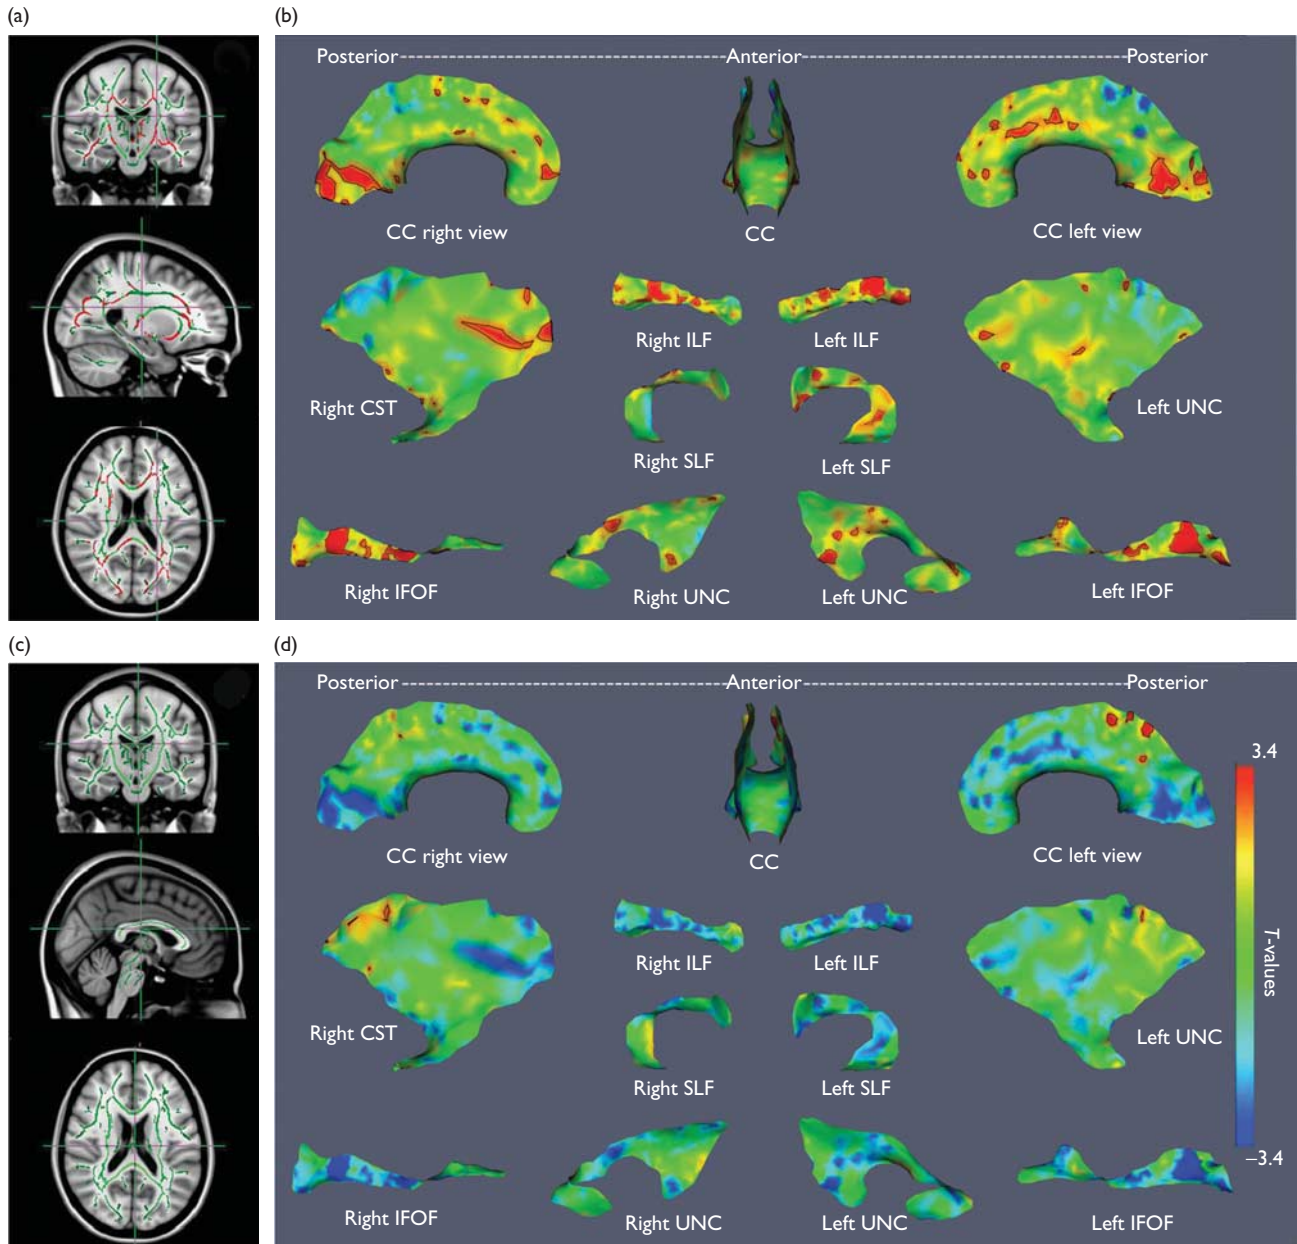 (a)
(b)
Posterior Anterior Posterior
CC right view CC CC left view
Right ILF Left ILF
Right CST Left UNC
Right SLF Left SLF
Right IFOF Right UNC Left UNC Left IFOF
(c)
(d)
Posterior Anterior Posterior
3.4
CC right view CC CC left view
T-values
Right ILF Left ILF
Right CST Left UNC
Right SLF Left SLF
−3.4
Right IFOF Right UNC Left UNC Left IFOF